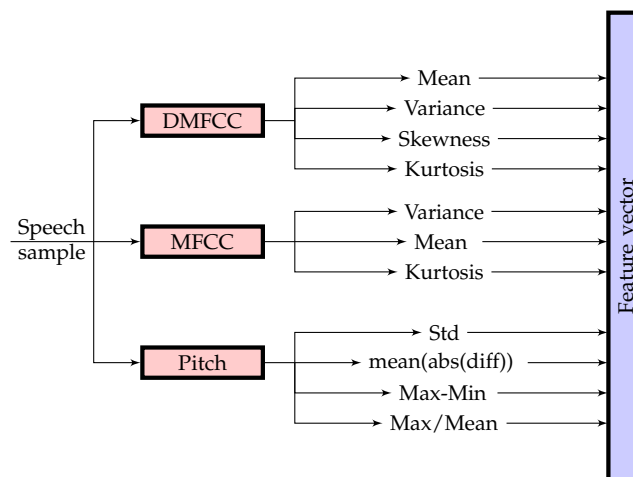 Speech
sample
DMFCC
Mean
Variance
Skewness
Kurtosis
MFCC
Variance
Mean
Kurtosis
Pitch
Std
mean(abs(diff))
Max-Min
Max/Mean
Feature vector